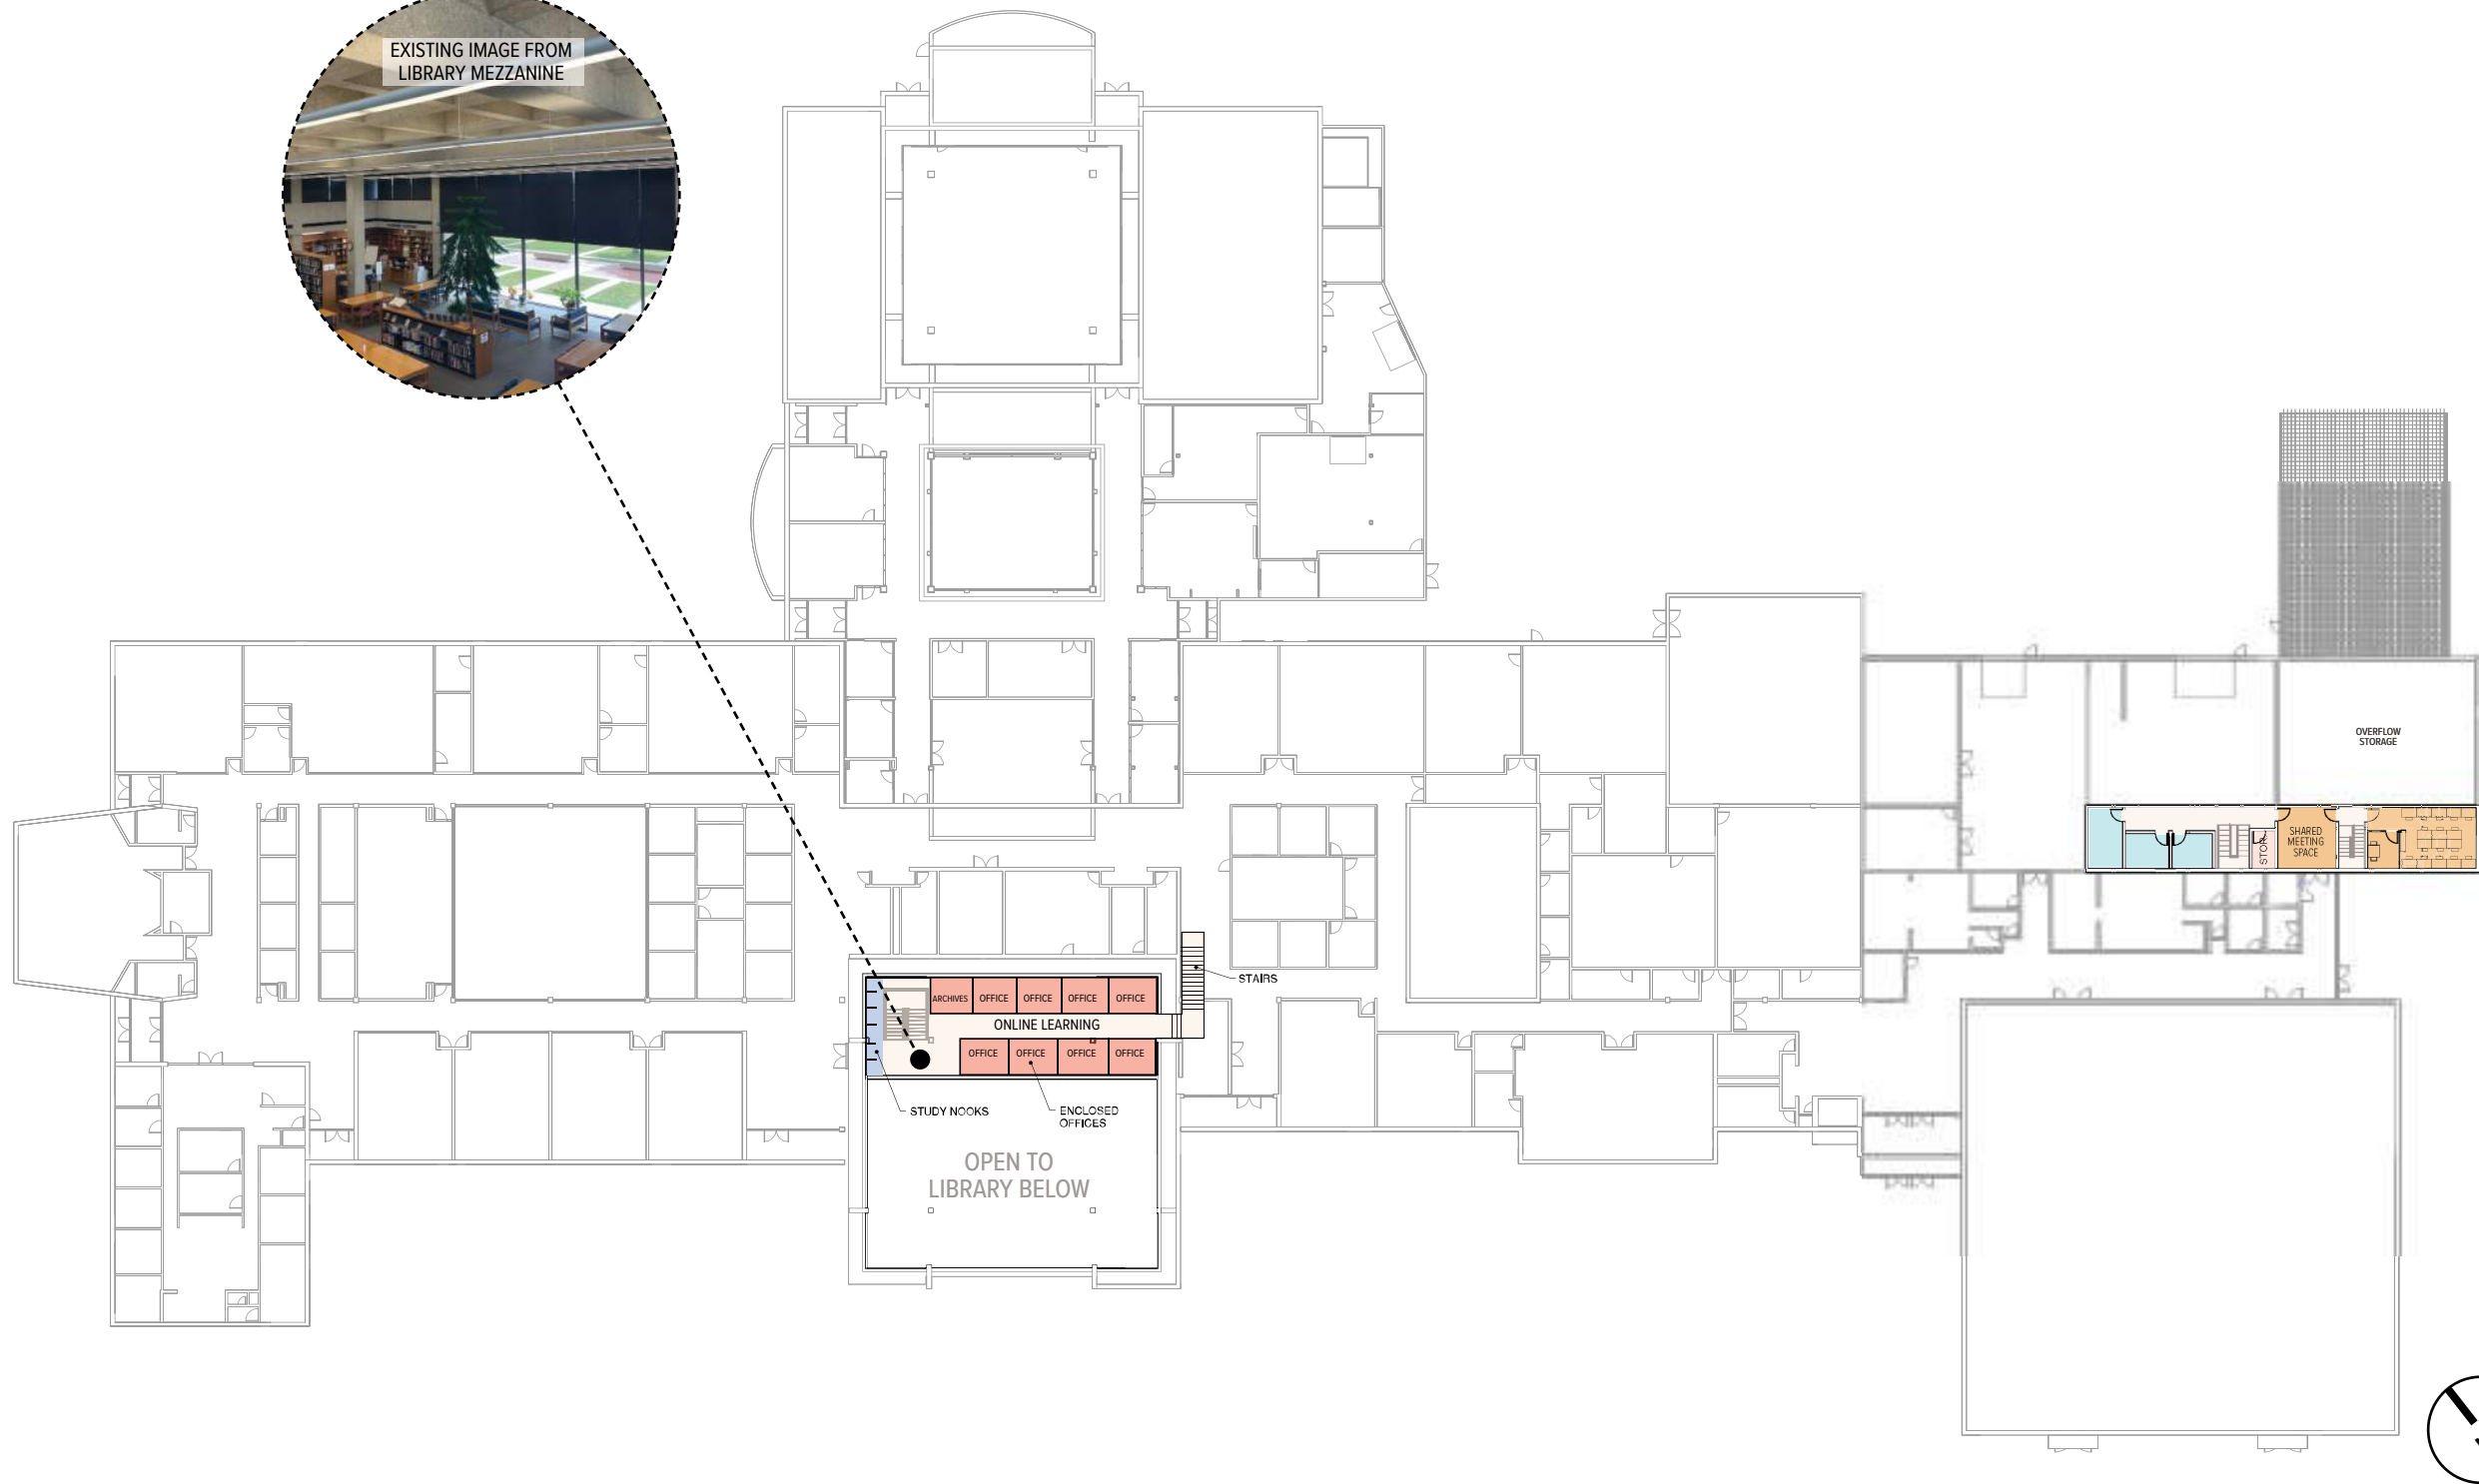 EXISTING IMAGE FROM
LIBRARY MEZZANINE
OVERFLOW
STORAGE
STOR.
SHARED
MEETING
SPACE
STAIRS
ARCHIVES
OFFICE
OFFICE
OFFICE
OFFICE
ONLINE LEARNING
OFFICE
OFFICE
OFFICE
OFFICE
STUDY NOOKS
ENCLOSED
OFFICES
OPEN TO
LIBRARY BELOW